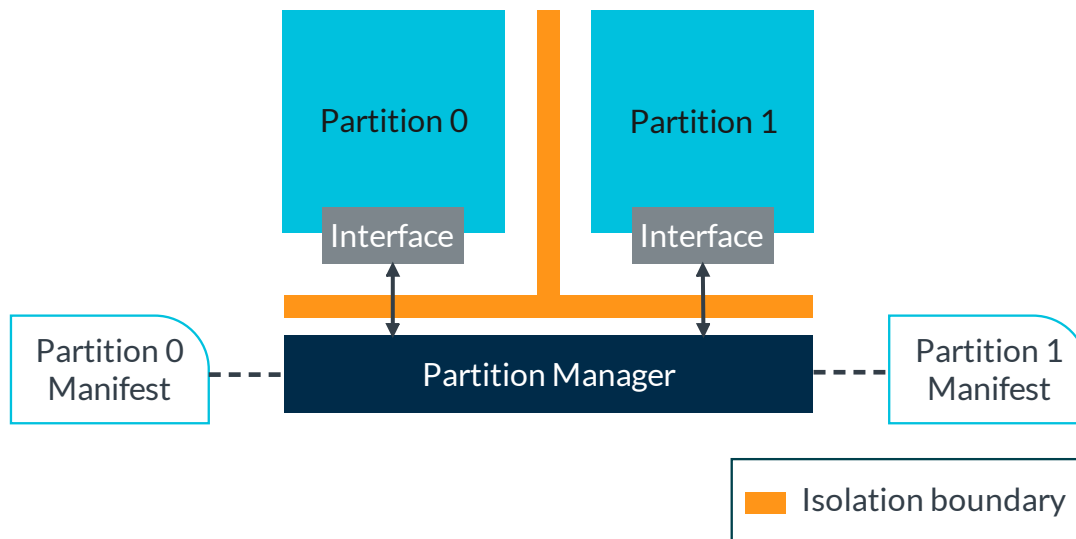 Partition 0
Partition 1
Interface
Interface
Partition 0
Manifest
Partition Manager
Partition 1
Manifest
Isolation boundary